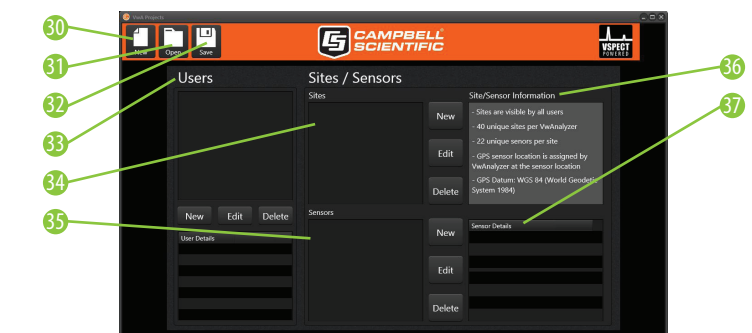 VwA Projects
30
31
32
33
34
35
36
37
New
Open
Save
CAMPBELL
SCIENTIFIC
VSPECT
POWERED
Users
New
Edit
Delete
User Details
Sites / Sensors
Sites
New
Edit
Delete
Sensors
New
Edit
Delete
Site/Sensor Information
- Sites are visible by all users
- 40 unique sites per VwAnalyzer
- 22 unique senors per site
- GPS sensor location is assigned by
VwAnalyzer at the sensor location
- GPS Datum: WGS 84 (World Geodetic
System 1984)
Sensor Details